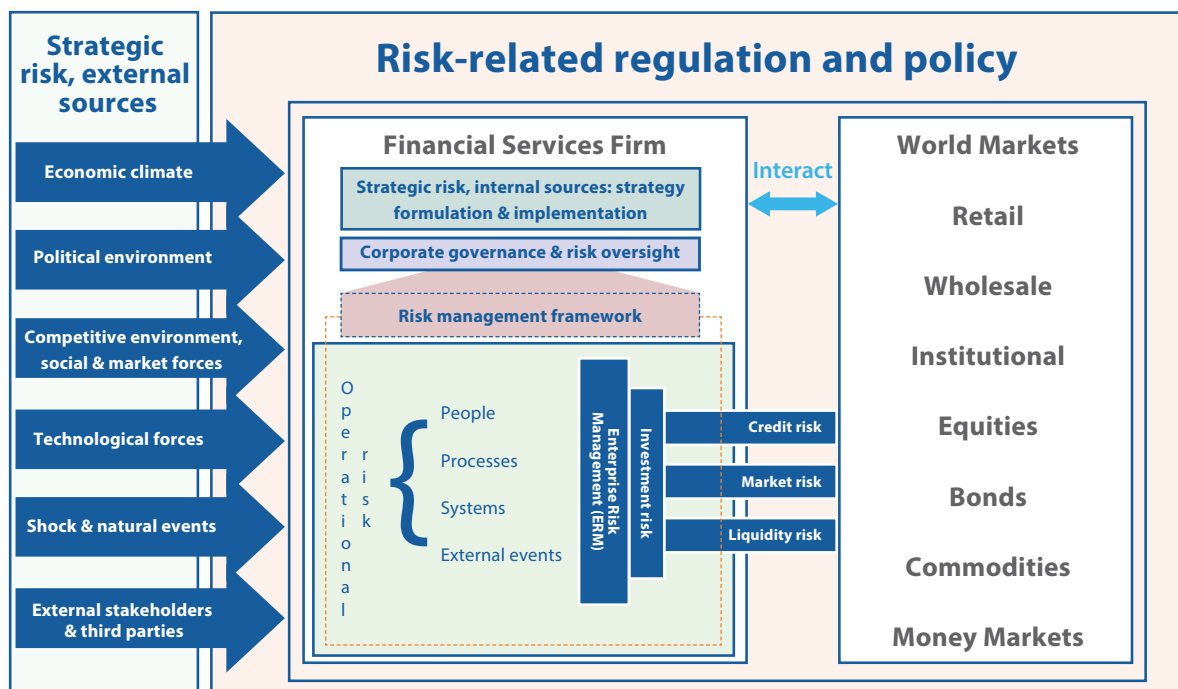 Strategic
risk, external
sources
Economic climate
Political environment
Competitive environment,
social & market forces
Technological forces
Shock & natural events
External stakeholders
& third parties
Risk-related regulation and policy
Financial Services Firm
Strategic risk, internal sources: strategy
formulation & implementation
Corporate governance & risk oversight
Risk management framework
Operational
risk
{
People
Processes
Systems
External events
Enterprise Risk
Management (ERM)
Investment risk
Credit risk
Market risk
Liquidity risk
Interact
World Markets
Retail
Wholesale
Institutional
Equities
Bonds
Commodities
Money Markets